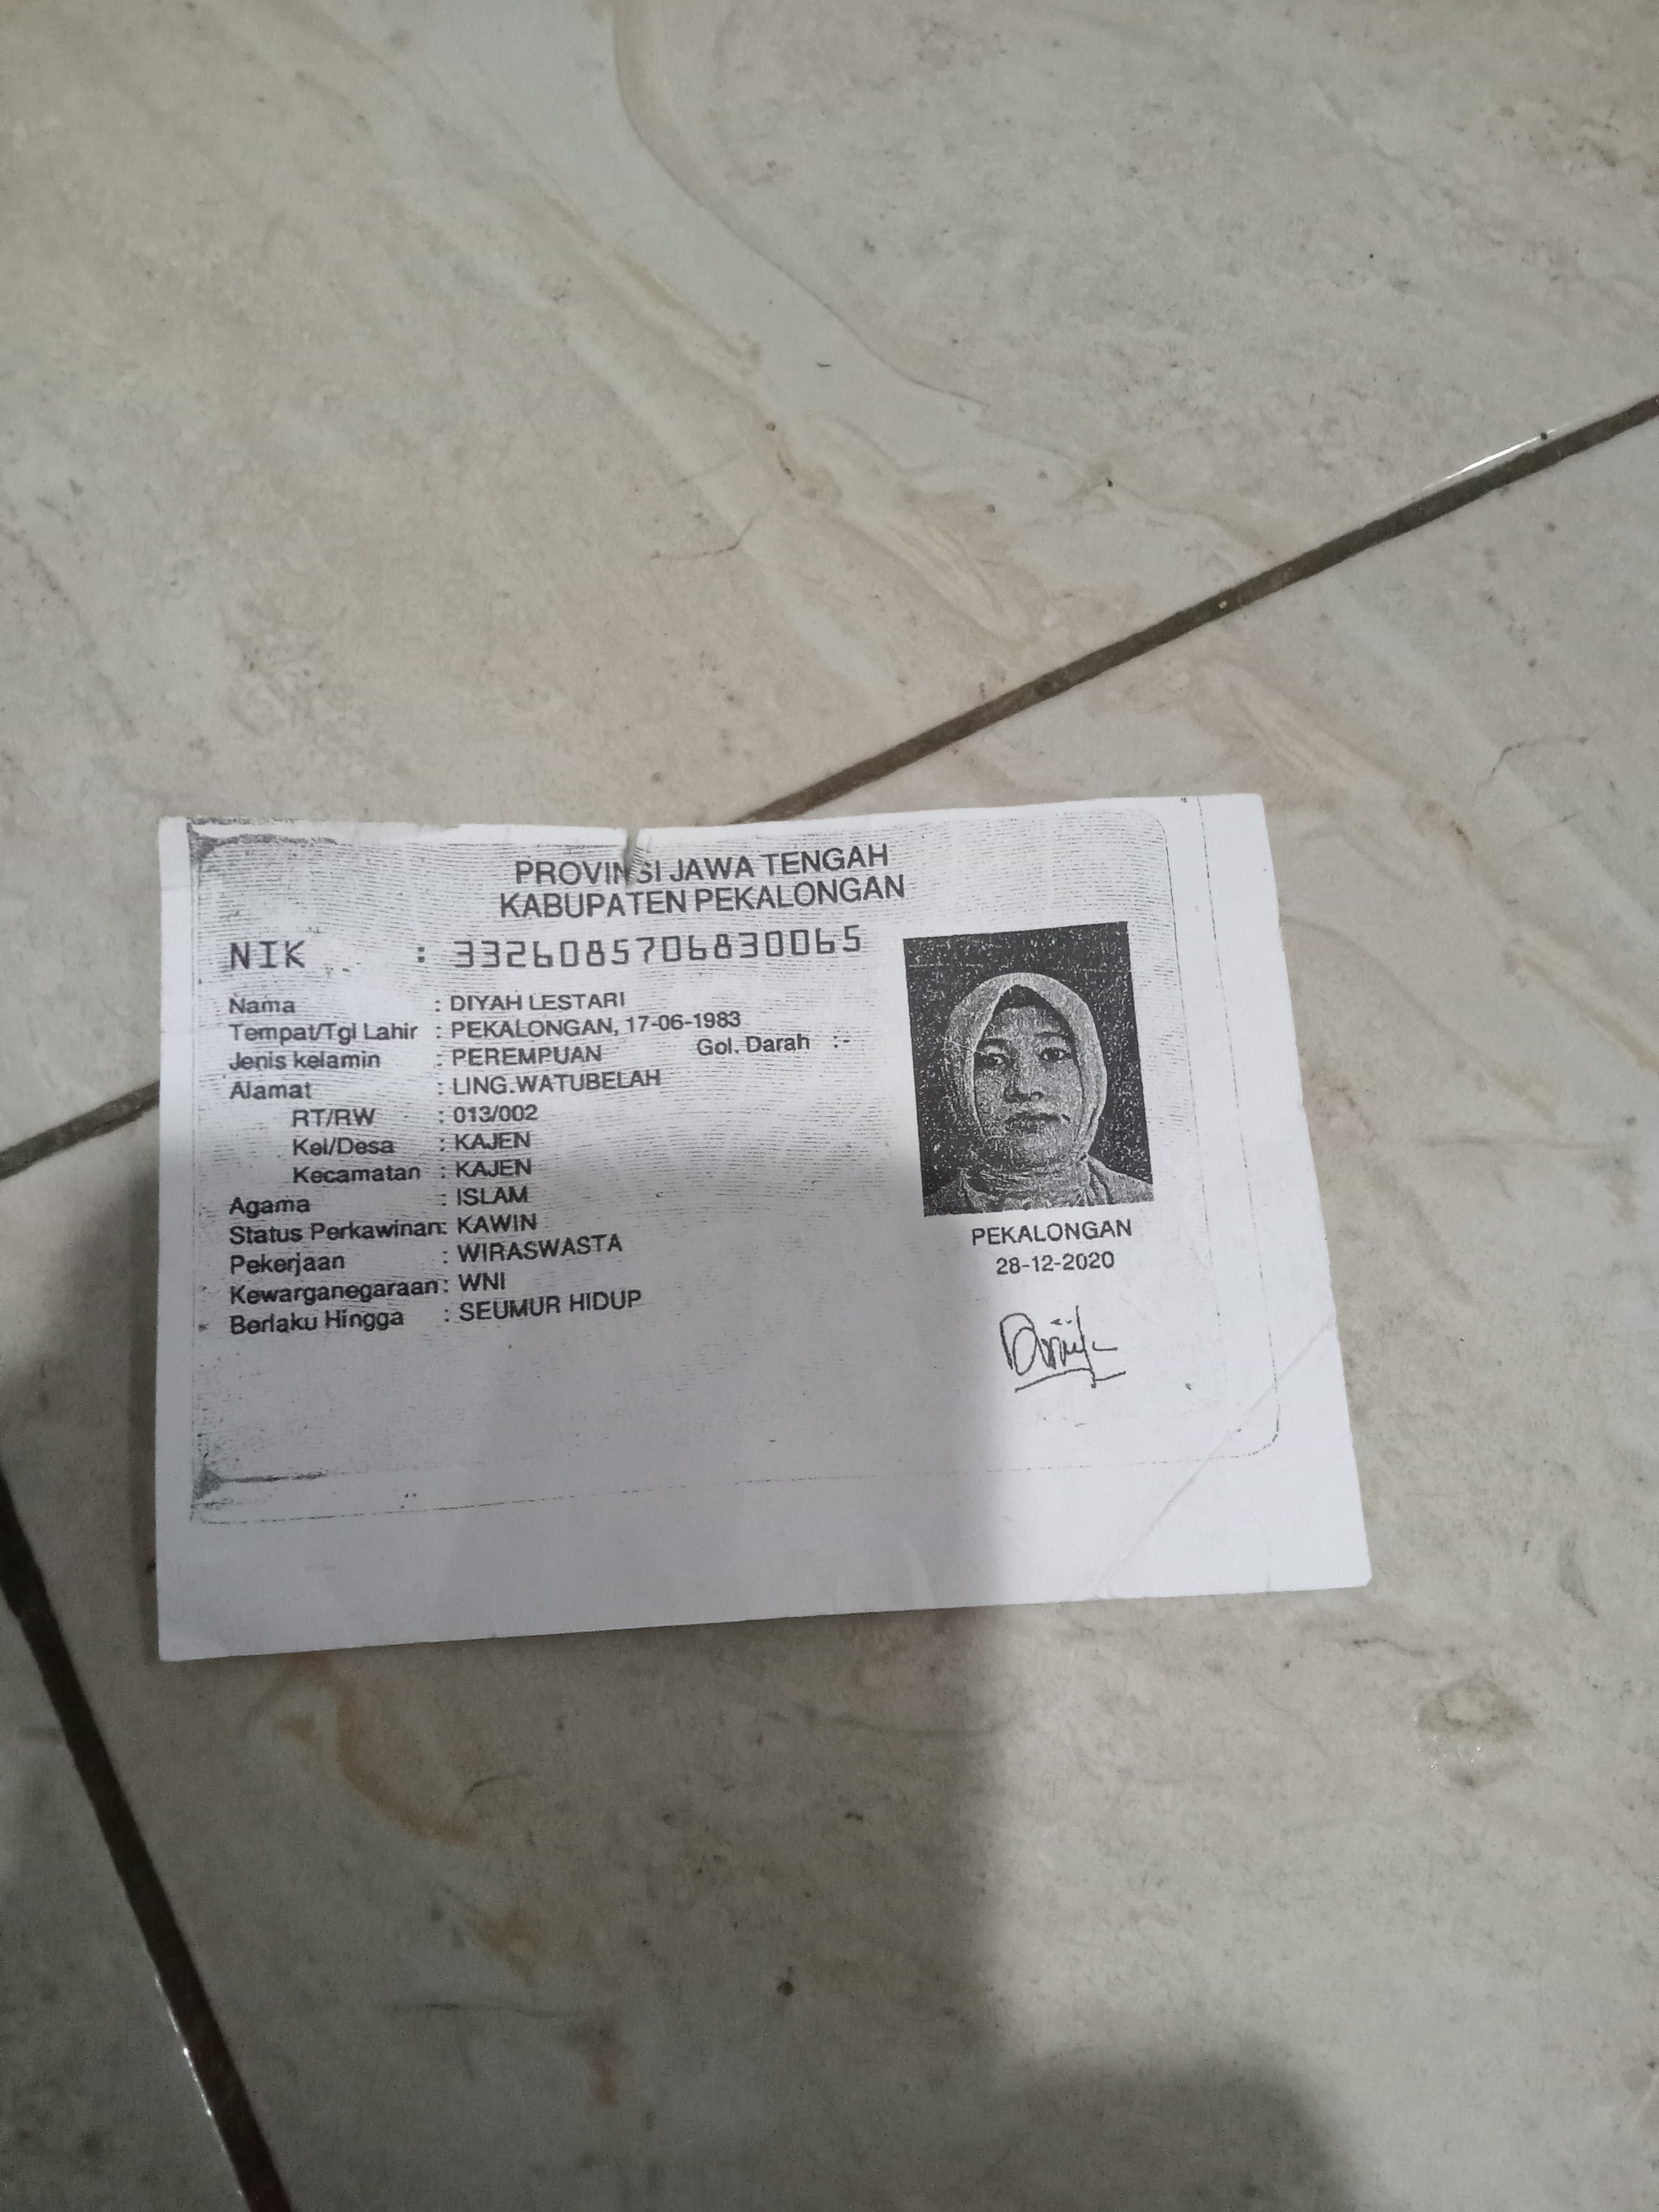 PROVINSI JAWA TENGAH
KABUPATEN PEKALONGAN
NIK : 3326085706830065
Nama : DIYAH LESTARI
Tempat/Tgl Lahir : PEKALONGAN, 17-06-1983
Jenis kelamin : PEREMPUAN Gol. Darah :-
Alamat : LING.WATUBELAH
RT/RW : 013/002
Kel/Desa : KAJEN
Kecamatan : KAJEN
Agama : ISLAM
Status Perkawinan: KAWIN
Pekerjaan : WIRASWASTA
Kewarganegaraan: WNI
Berlaku Hingga : SEUMUR HIDUP
PEKALONGAN
28-12-2020